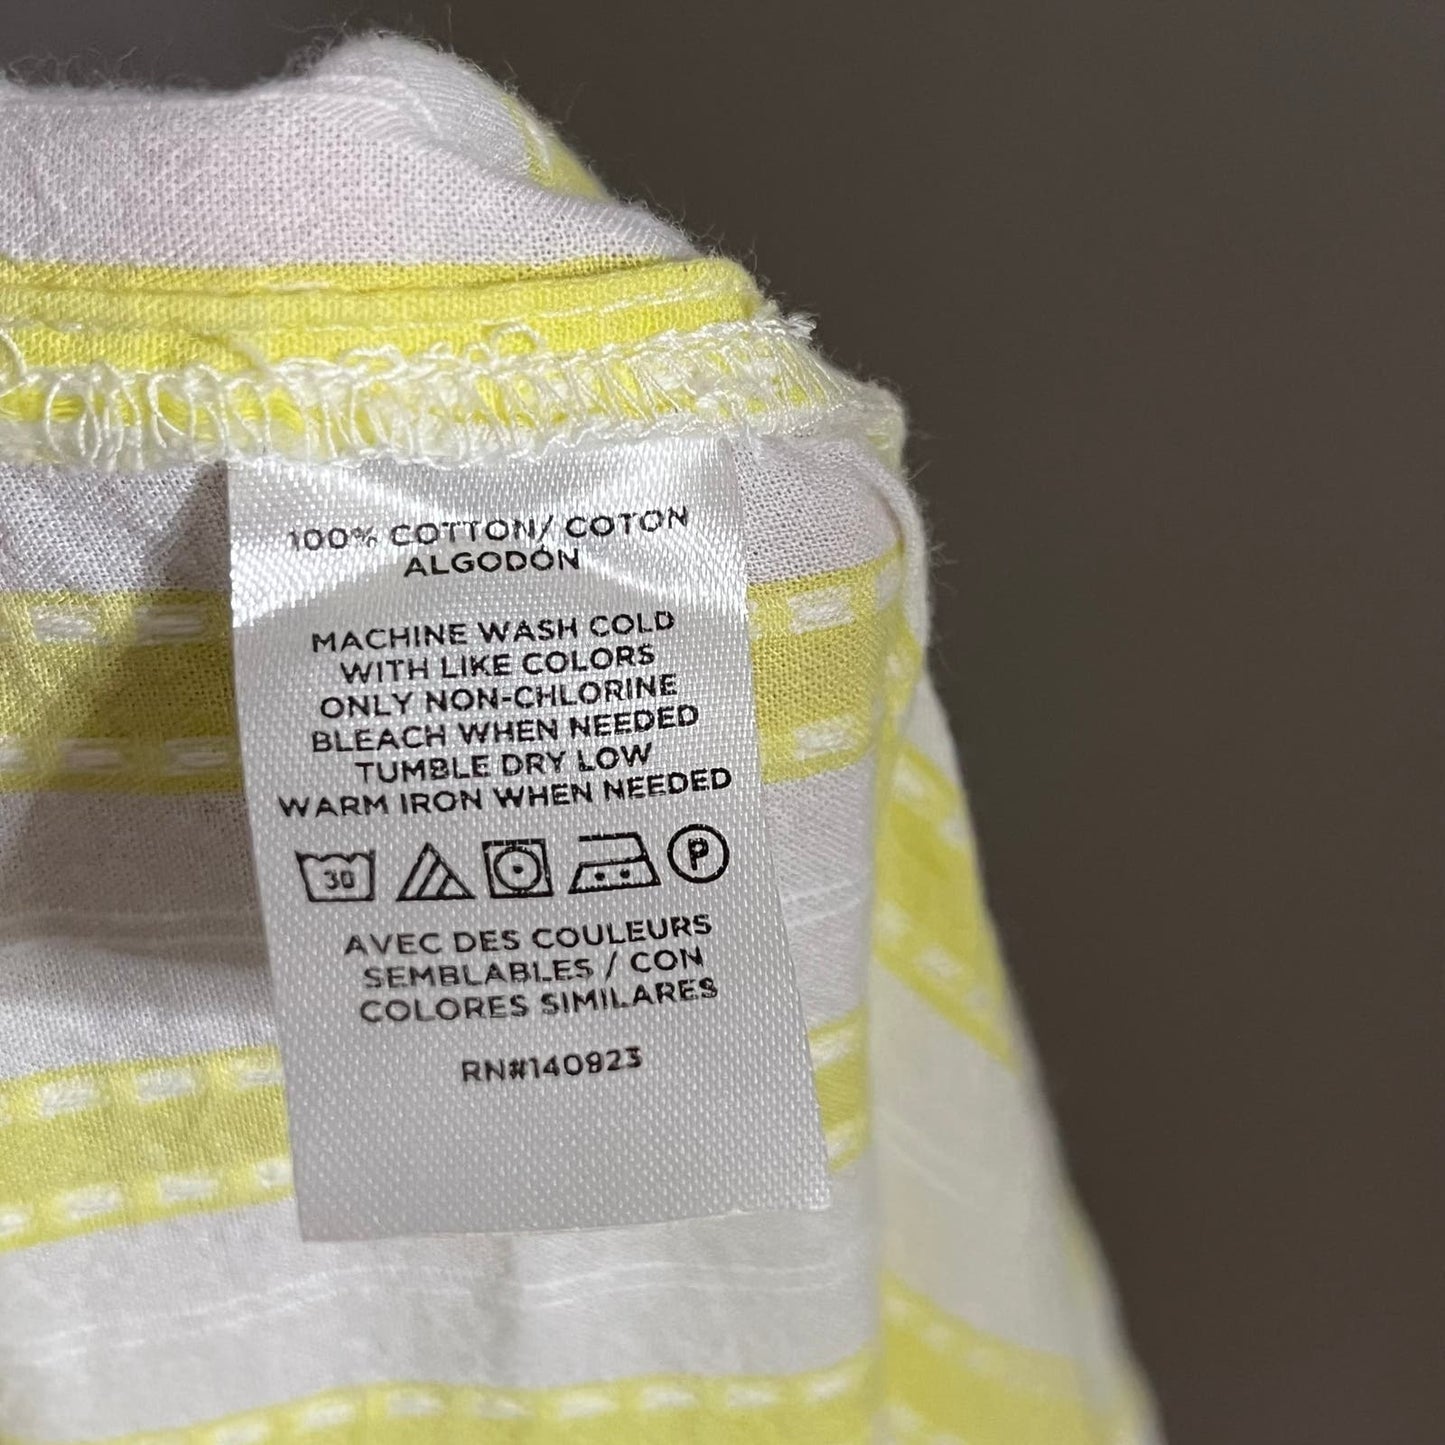 100% COTTON/ COTON
ALGODÓN
MACHINE WASH COLD
WITH LIKE COLORS
ONLY NON-CHLORINE
BLEACH WHEN NEEDED
TUMBLE DRY LOW
WARM IRON WHEN NEEDED
30 P
AVEC DES COULEURS
SEMBLABLES / CON
COLORES SIMILARES
RN#140923